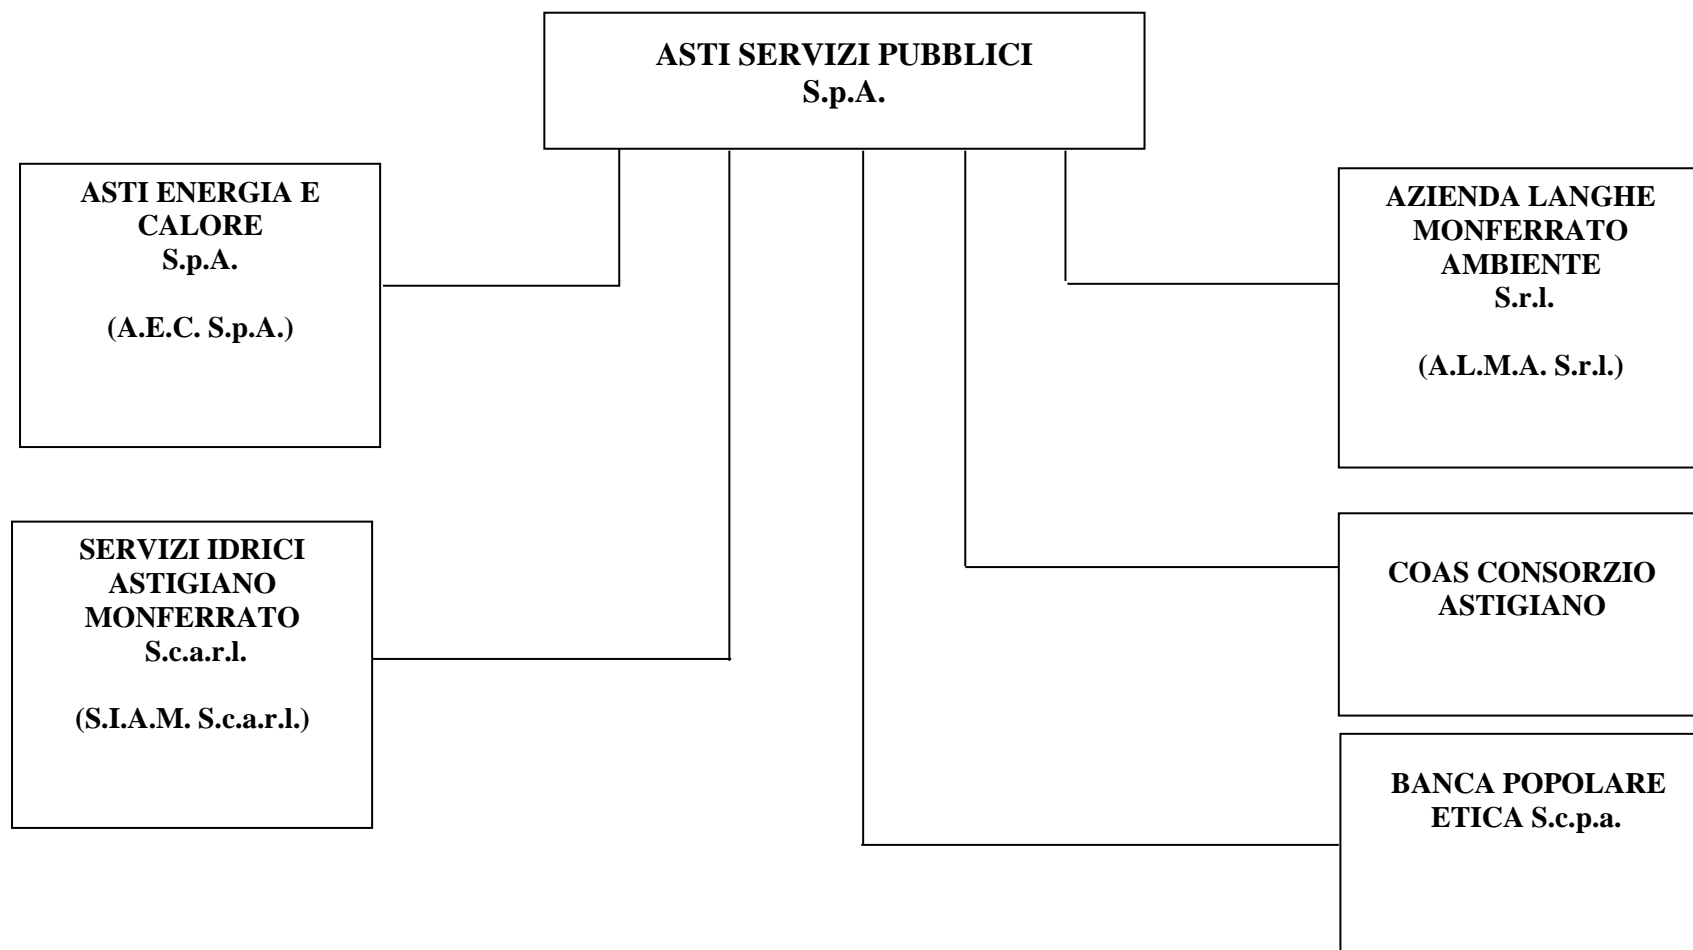 ASTI SERVIZI PUBBLICI
S.p.A.
ASTI ENERGIA E
CALORE
S.p.A.
(A.E.C. S.p.A.)
AZIENDA LANGHE
MONFERRATO
AMBIENTE
S.r.l.
(A.L.M.A. S.r.l.)
SERVIZI IDRICI
ASTIGIANO
MONFERRATO
S.c.a.r.l.
(S.I.A.M. S.c.a.r.l.)
COAS CONSORZIO
ASTIGIANO
BANCA POPOLARE
ETICA S.c.p.a.